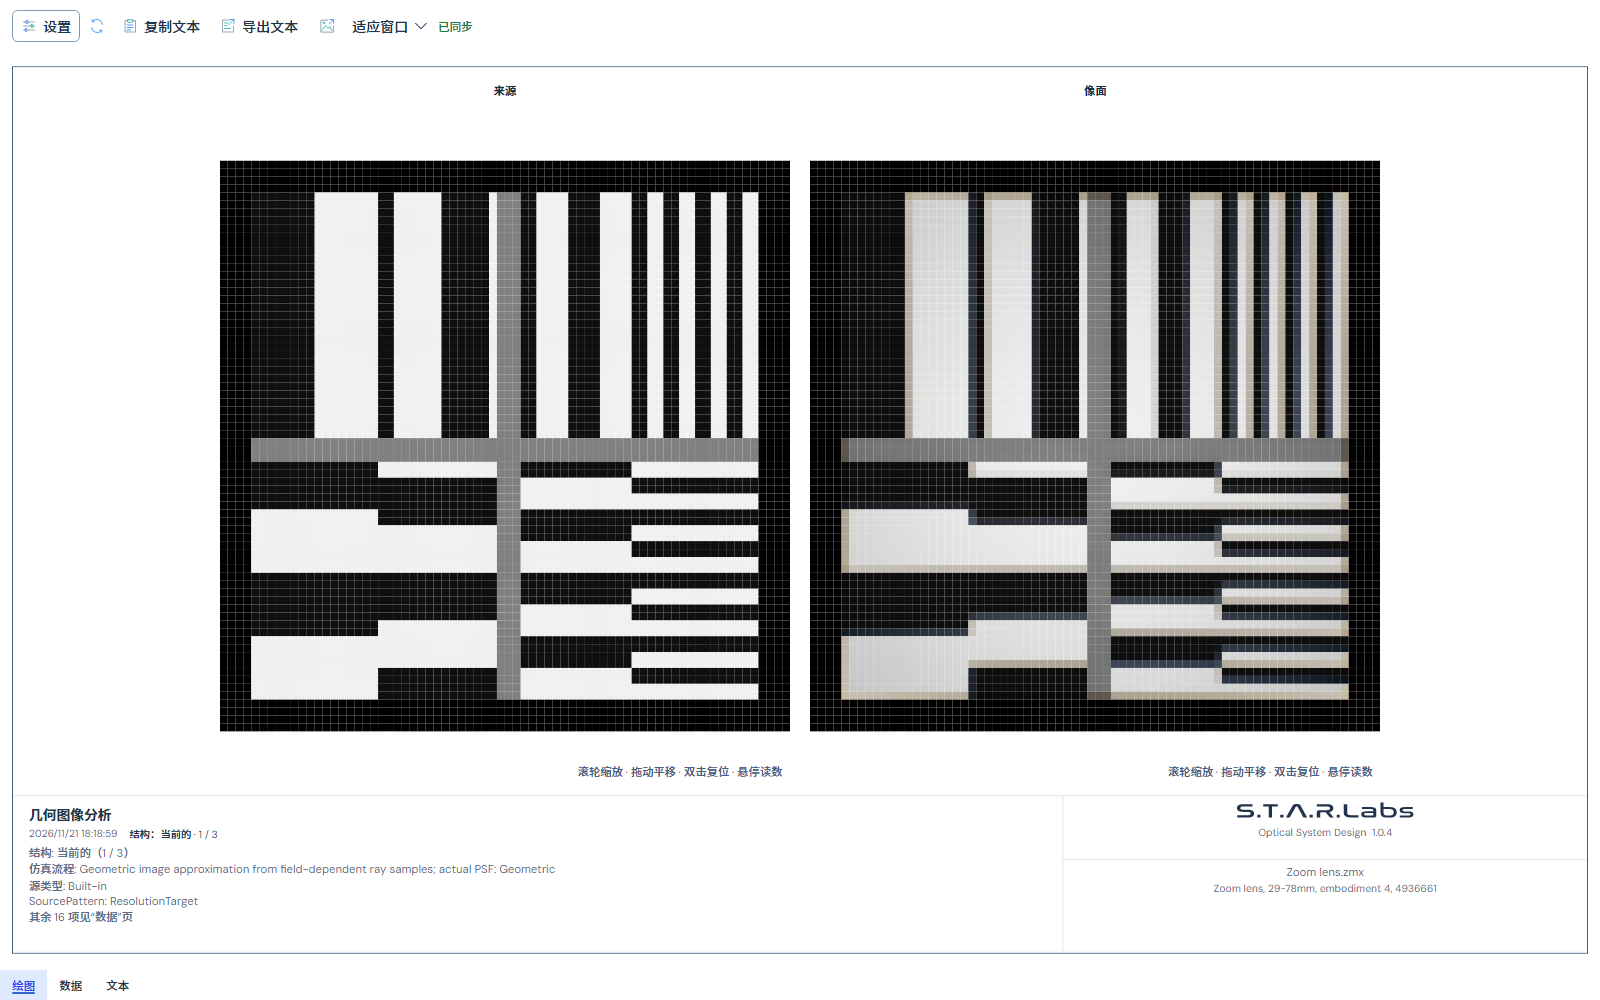 设置 复制文本 导出文本 适应窗口 已同步
来源 像面
滚轮缩放 · 拖动平移 · 双击复位 · 悬停读数 滚轮缩放 · 拖动平移 · 双击复位 · 悬停读数
几何图像分析
2026/11/21 18:18:59 结构：当前的 · 1 / 3
结构: 当前的（1 / 3）
仿真流程: Geometric image approximation from field-dependent ray samples; actual PSF: Geometric
源类型: Built-in
SourcePattern: ResolutionTarget
其余 16 项见“数据”页
S.T.A.R.Labs
Optical System Design 1.0.4
Zoom lens.zmx
Zoom lens, 29-78mm, embodiment 4, 4936661
绘图 数据 文本